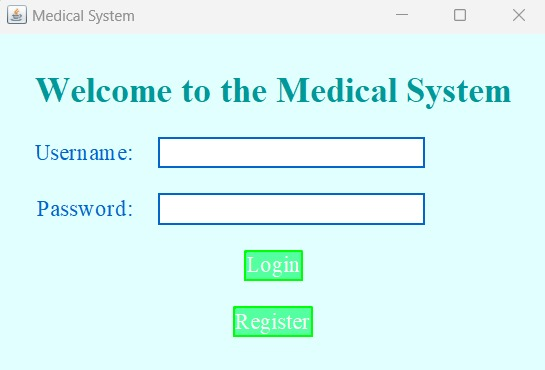 Medical System
Welcome to the Medical System
Username:
Password:
Login
Register